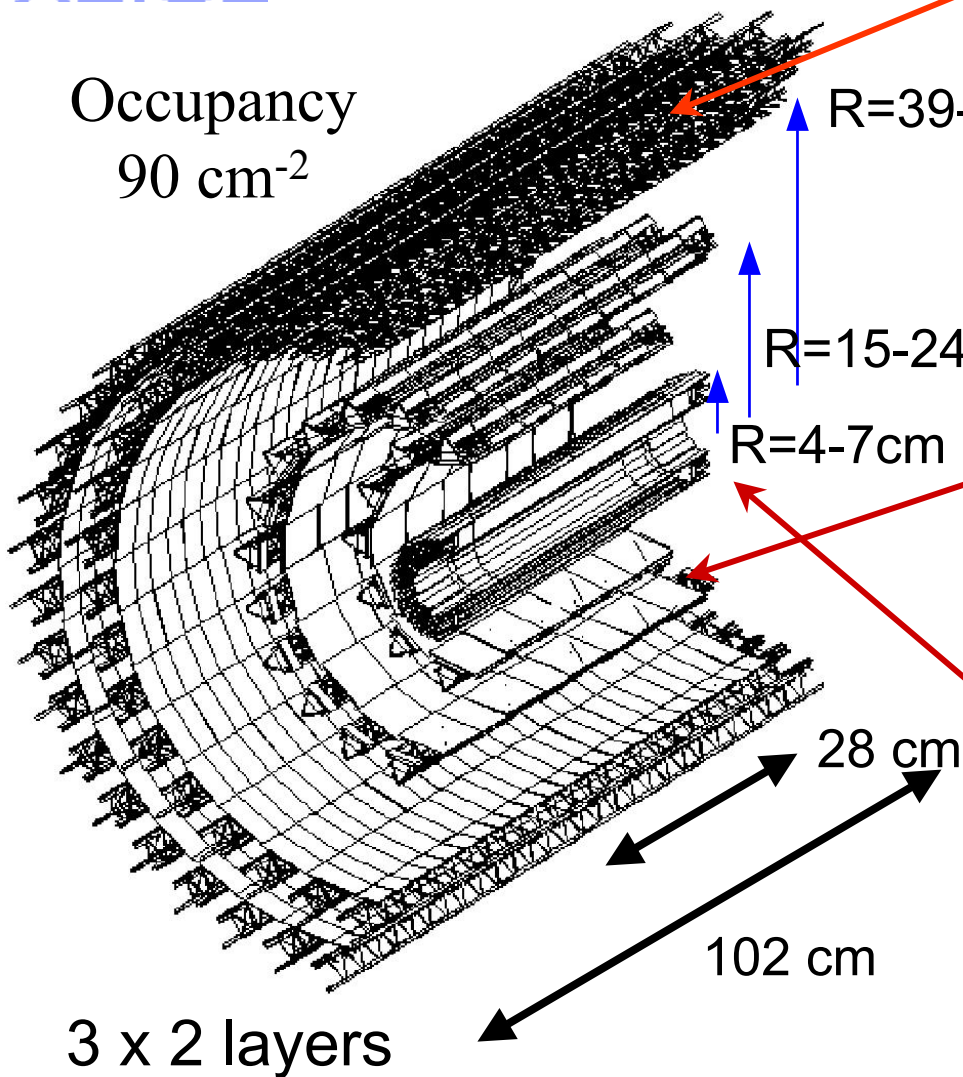 Occupancy
90 cm-2
R=39-
R=15-24
R=4-7cm
28 cm
102 cm
3 x 2 layers